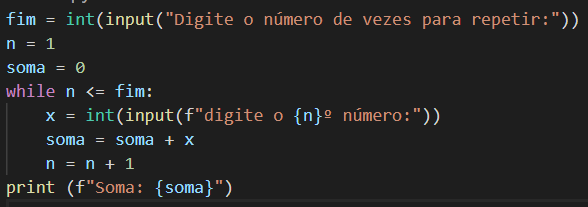 fim = int(input("Digite o número de vezes para repetir:"))
n = 1
soma = 0
while n <= fim:
    x = int(input(f"digite o {n}º número:"))
    soma = soma + x
    n = n + 1
print (f"Soma: {soma}")